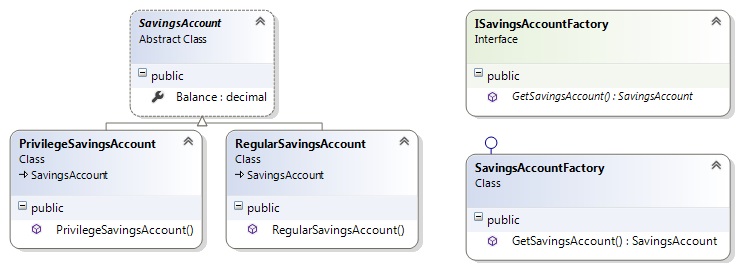 SavingsAccount
Abstract Class
public
Balance : decimal
PrivilegeSavingsAccount
Class
SavingsAccount
public
PrivilegeSavingsAccount()
RegularSavingsAccount
Class
SavingsAccount
public
RegularSavingsAccount()
ISavingsAccountFactory
Interface
public
GetSavingsAccount() : SavingsAccount
SavingsAccountFactory
Class
public
GetSavingsAccount() : SavingsAccount